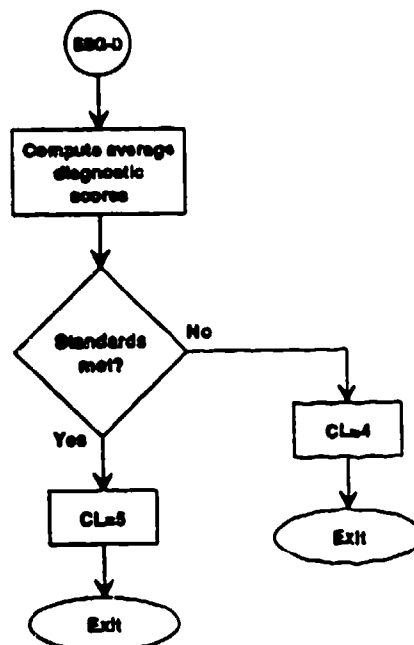 Compute average
diagnostic
scores
Standards
met?
No
Yes
CL=4
CL=5
Exit
Exit